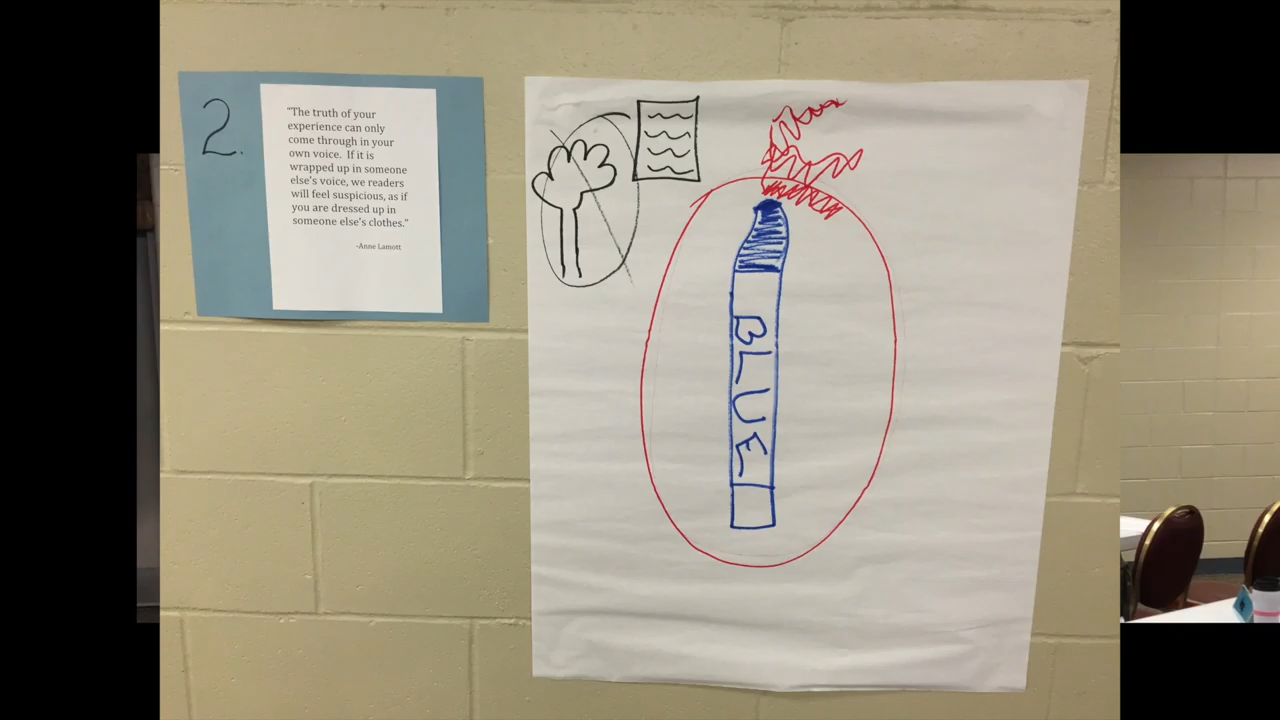 2.
"The truth of your
experience can only
come through in your
own voice. If it is
wrapped up in someone
else's voice, we readers
will feel suspicious, as if
you are dressed up in
someone else's clothes."
-Anne Lamott
BLUE